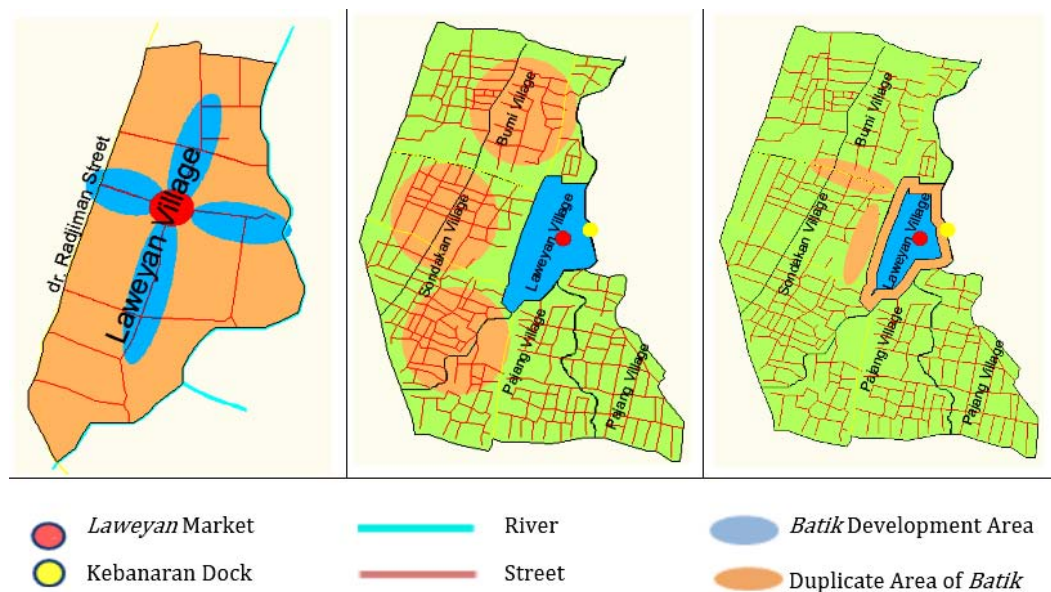 dr. Radjiman Street
Laweyan Village
Bumi Village
Sondakan Village
Laweyan Village
Pajang Village
Pajang Village
Bumi Village
Sondakan Village
Laweyan Village
Pajang Village
Pajang Village
Laweyan Market
River
Batik Development Area
Kebanaran Dock
Street
Duplicate Area of Batik